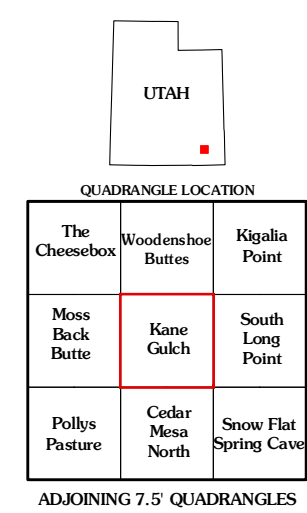 UTAH
QUADRANGLE LOCATION
The
Cheesebox
Woodenshoe
Buttes
Kigalia
Point
Moss
Back
Butte
Kane
Gulch
South
Long
Point
Pollys
Pasture
Cedar
Mesa
North
Snow Flat
Spring Cave
ADJOINING 7.5' QUADRANGLES